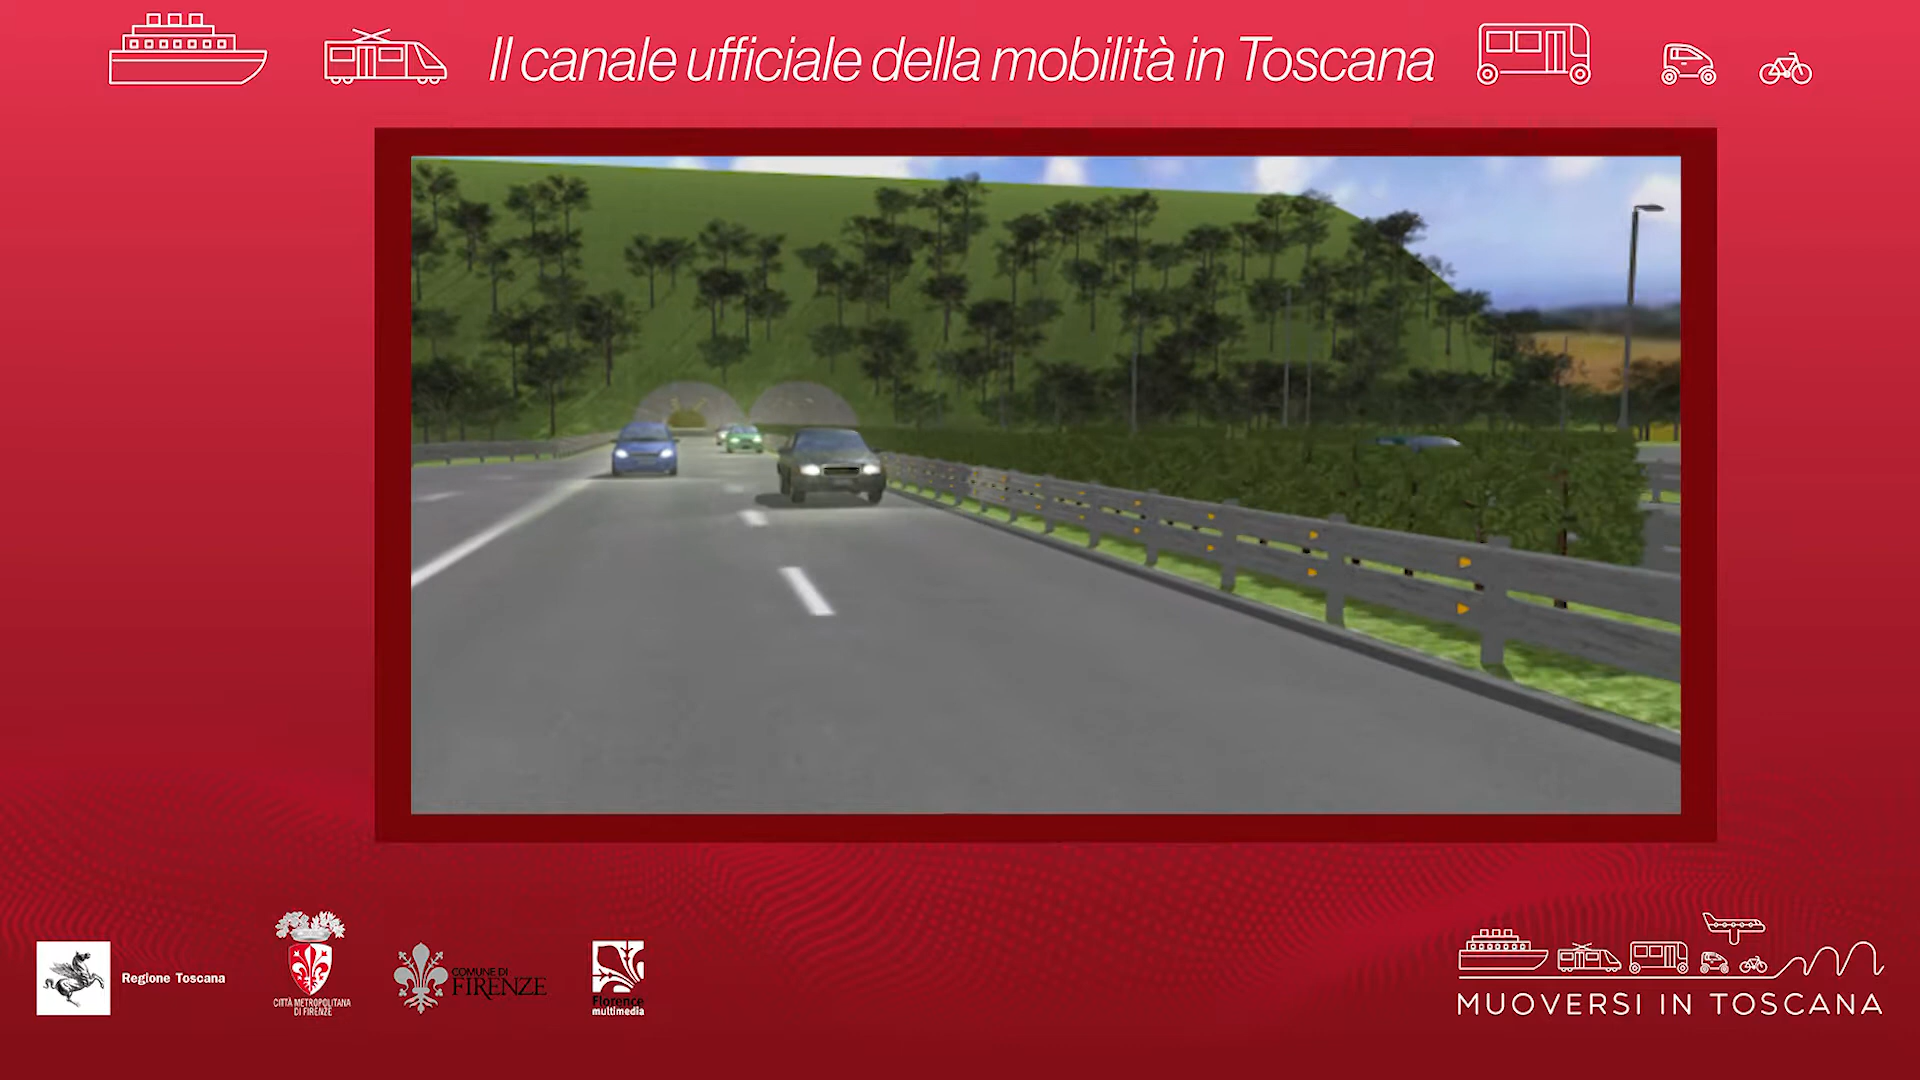 Il canale ufficiale della mobilità in Toscana
Regione Toscana
CITTÀ METROPOLITANA
DI FIRENZE
COMUNE DI
FIRENZE
Florence
multimedia
MUOVERSI IN TOSCANA